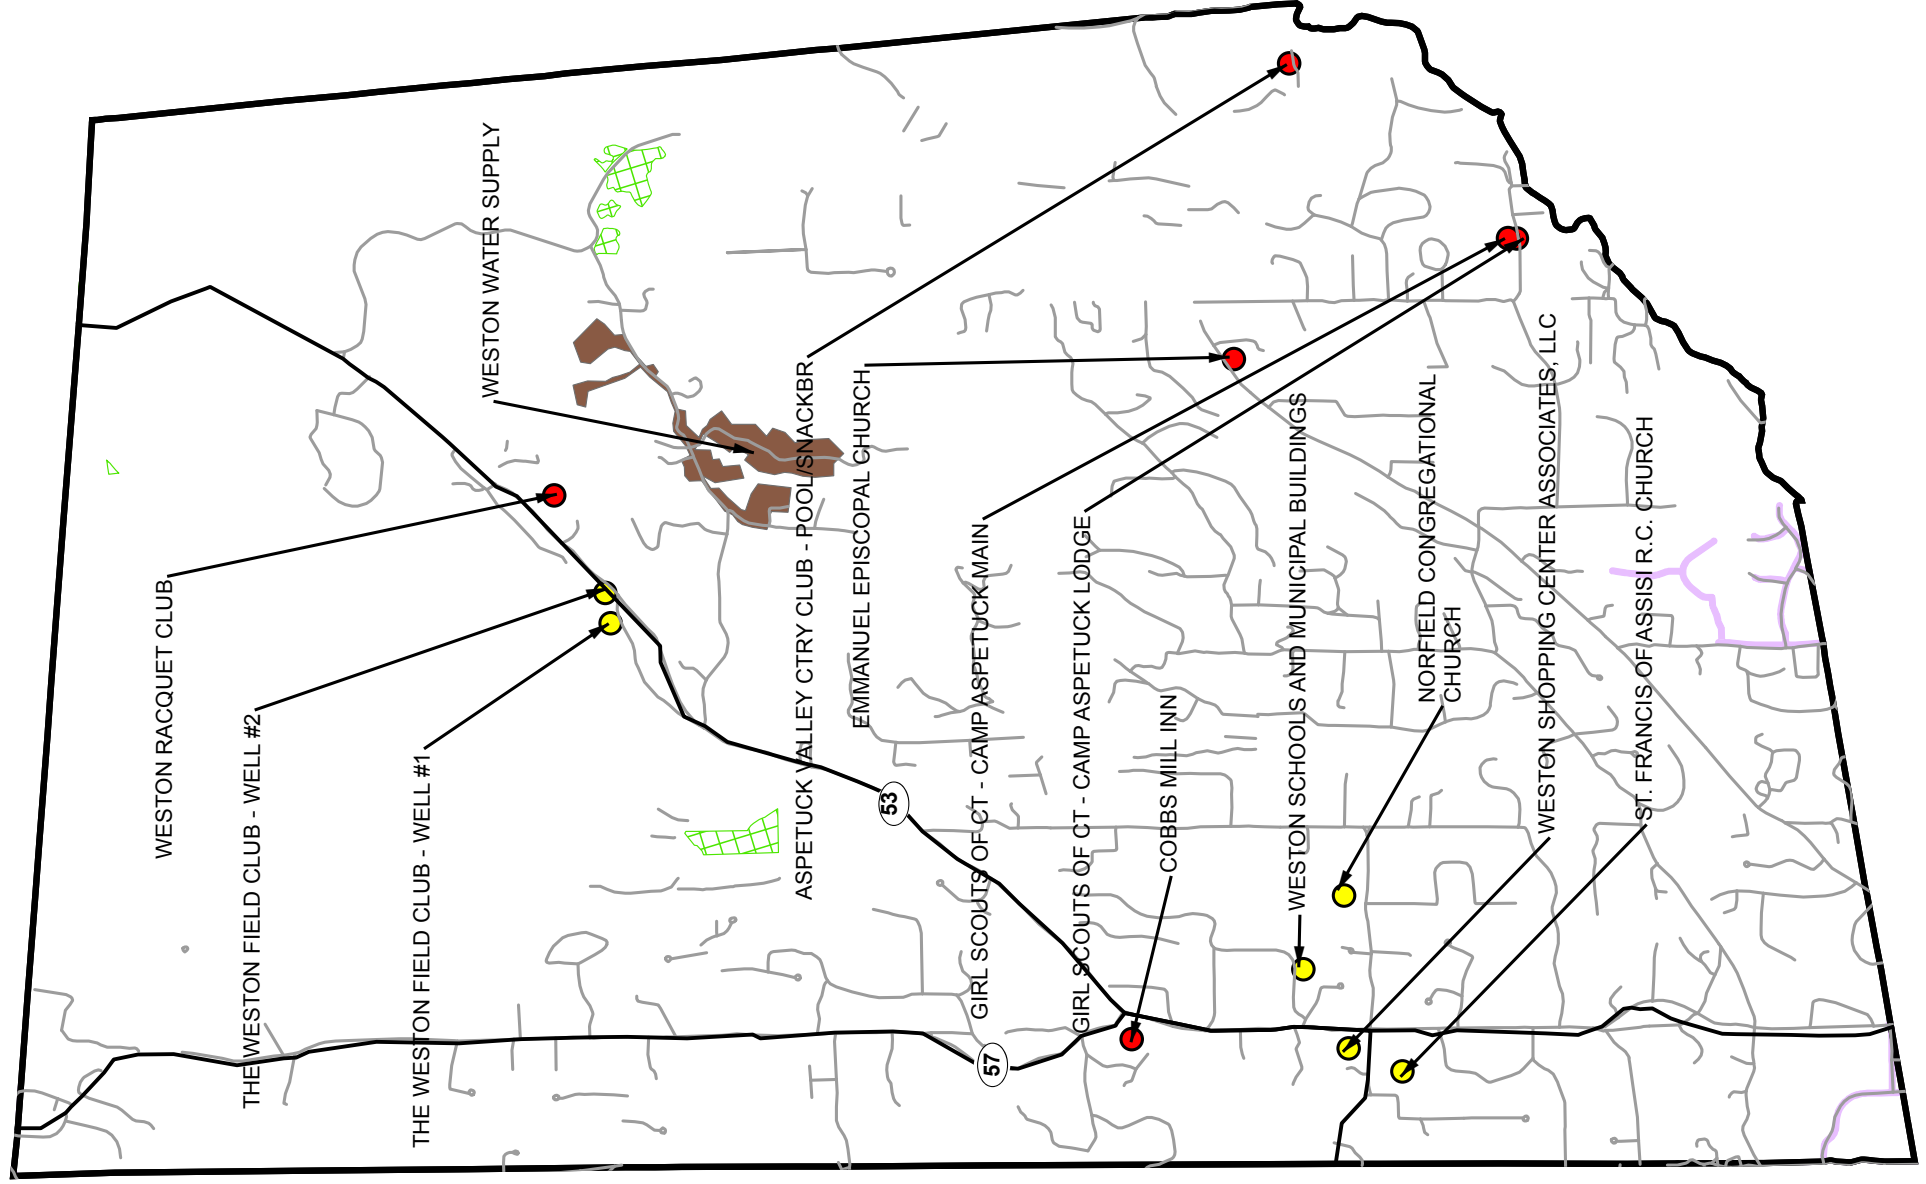 WESTON RACQUET CLUB
THE WESTON FIELD CLUB - WELL #2
THE WESTON FIELD CLUB - WELL #1
WESTON WATER SUPPLY
ASPETUCK VALLEY CTRY CLUB - POOL/SNACKBR
EMMANUEL EPISCOPAL CHURCH
53
GIRL SCOUTS OF CT - CAMP ASPETUCK MAIN
57
GIRL SCOUTS OF CT - CAMP ASPETUCK LODGE
COBBS MILL INN
WESTON SCHOOLS AND MUNICIPAL BUILDINGS
NORFIELD CONGREGATIONAL
CHURCH
WESTON SHOPPING CENTER ASSOCIATES, LLC
ST. FRANCIS OF ASSISI R.C. CHURCH